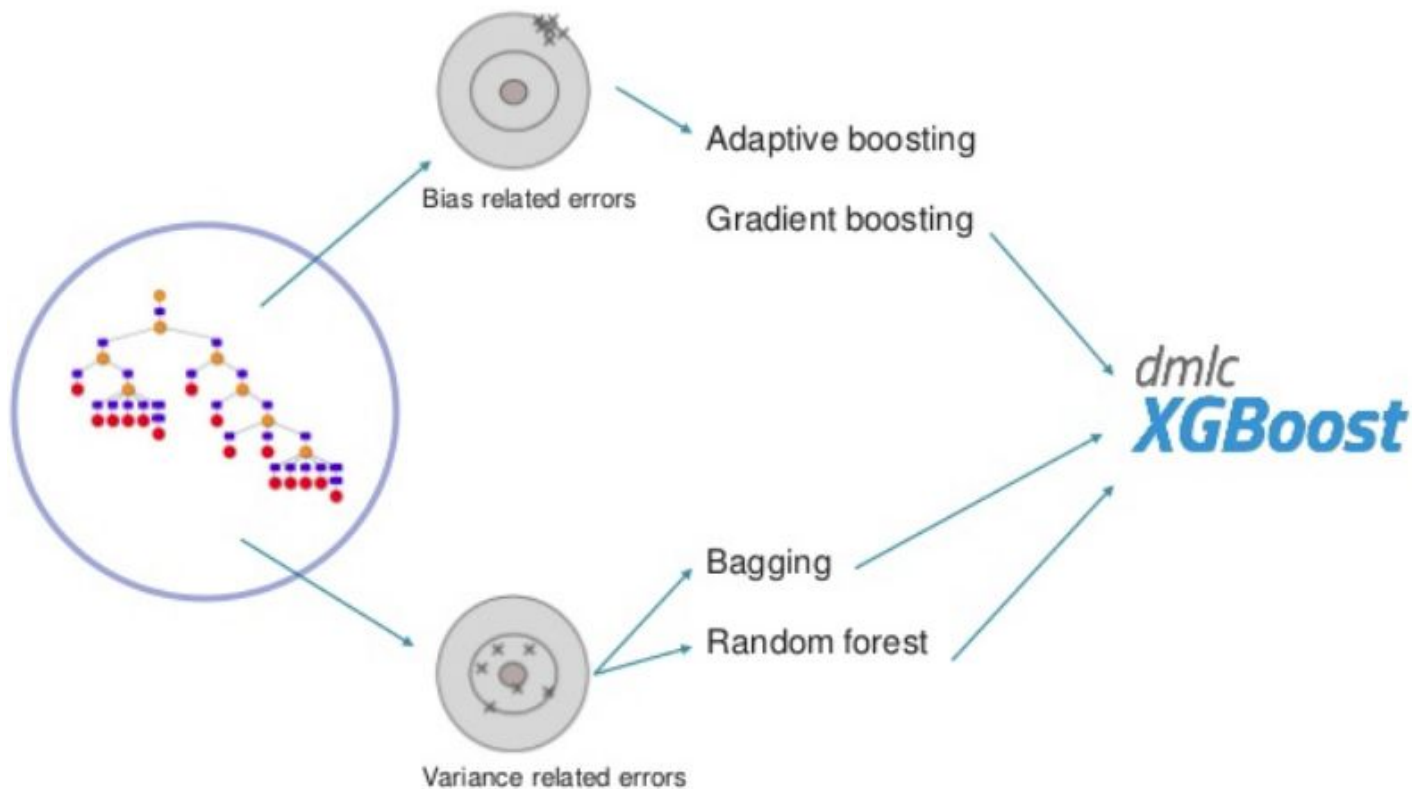 Adaptive boosting
Bias related errors
Gradient boosting
dmlc
XGBoost
Bagging
Random forest
Variance related errors